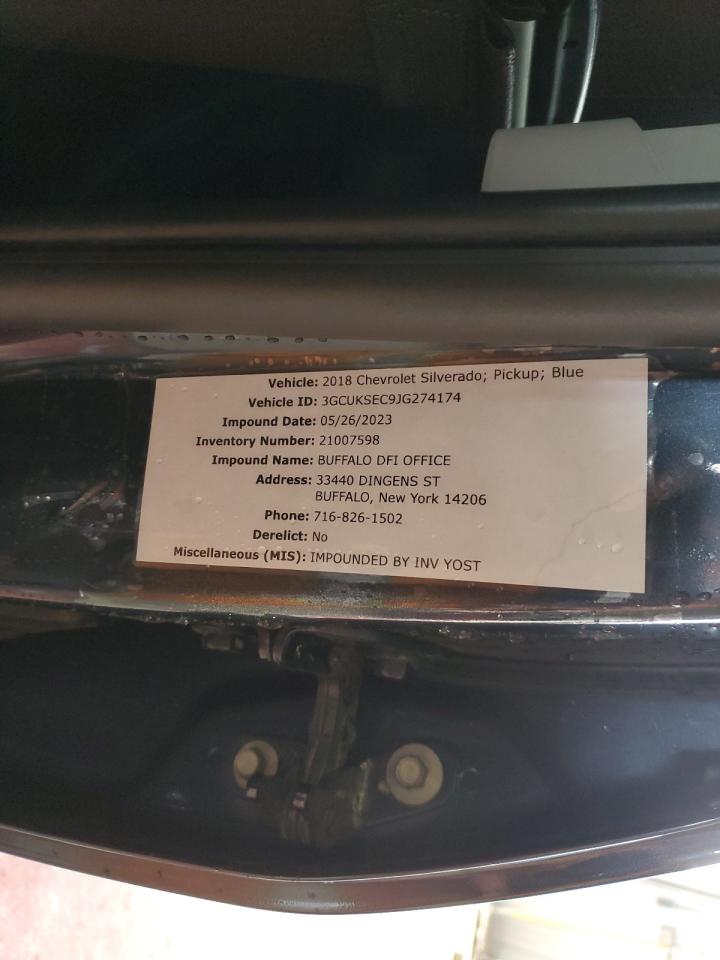 Vehicle: 2018 Chevrolet Silverado; Pickup; Blue
Vehicle ID: 3GCUKSEC9JG274174
Impound Date: 05/26/2023
Inventory Number: 21007598
Impound Name: BUFFALO DFI OFFICE
Address: 33440 DINGENS ST
BUFFALO, New York 14206
Phone: 716-826-1502
Derelict: No
Miscellaneous (MIS): IMPOUNDED BY INV YOST